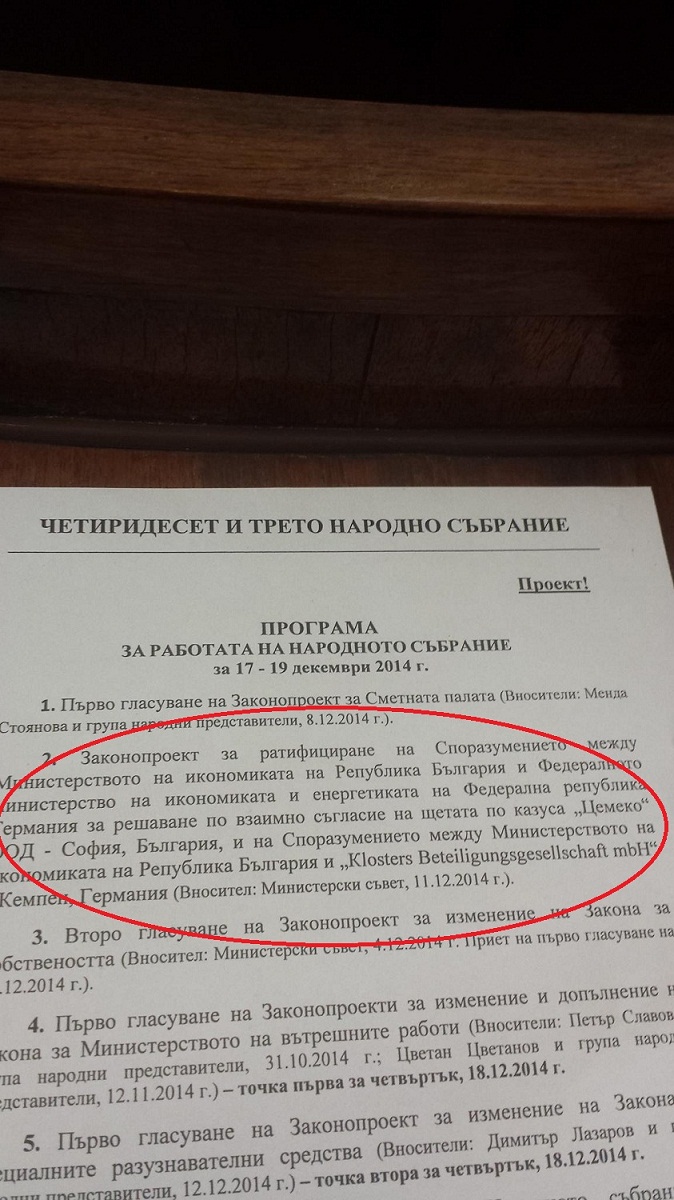 ЧЕТИРИДЕСЕТ И ТРЕТО НАРОДНО СЪБРАНИЕ
Проект!
ПРОГРАМА
ЗА РАБОТАТА НА НАРОДНОТО СЪБРАНИЕ
за 17 - 19 декември 2014 г.
1. Първо гласуване на Законопроект за Сметната палата (Вносители: Менда
Стоянова и група народни представители, 8.12.2014 г.).
2. Законопроект за ратифициране на Споразумението между
Министерството на икономиката на Република България и Федералното
министерство на икономиката и енергетиката на Федерална република
Германия за решаване по взаимно съгласие на щетата по казуса „Цемеко“
ООД - София, България, и на Споразумението между Министерството на
икономиката на Република България и „Klosters Beteiligungsgesellschaft mbH“
Кемпен, Германия (Вносител: Министерски съвет, 11.12.2014 г.).
3. Второ гласуване на Законопроект за изменение на Закона за
обствеността (Вносител: Министерски съвет, 4.12.2014 г. Приет на първо гласуване на
.12.2014 г.).
4. Първо гласуване на Законопроекти за изменение и допълнение
кона за Министерството на вътрешните работи (Вносители: Петър Славов
па народни представители, 31.10.2014 г.; Цветан Цветанов и група народ
едставители, 12.11.2014 г.) – точка първа за четвъртък, 18.12.2014 г.
5. Първо гласуване на Законопроект за изменение на Закона
ециалните разузнавателни средства (Вносители: Димитър Лазаров и
одни представители, 12.12.2014 г.) – точка втора за четвъртък, 18.12.2014 г.